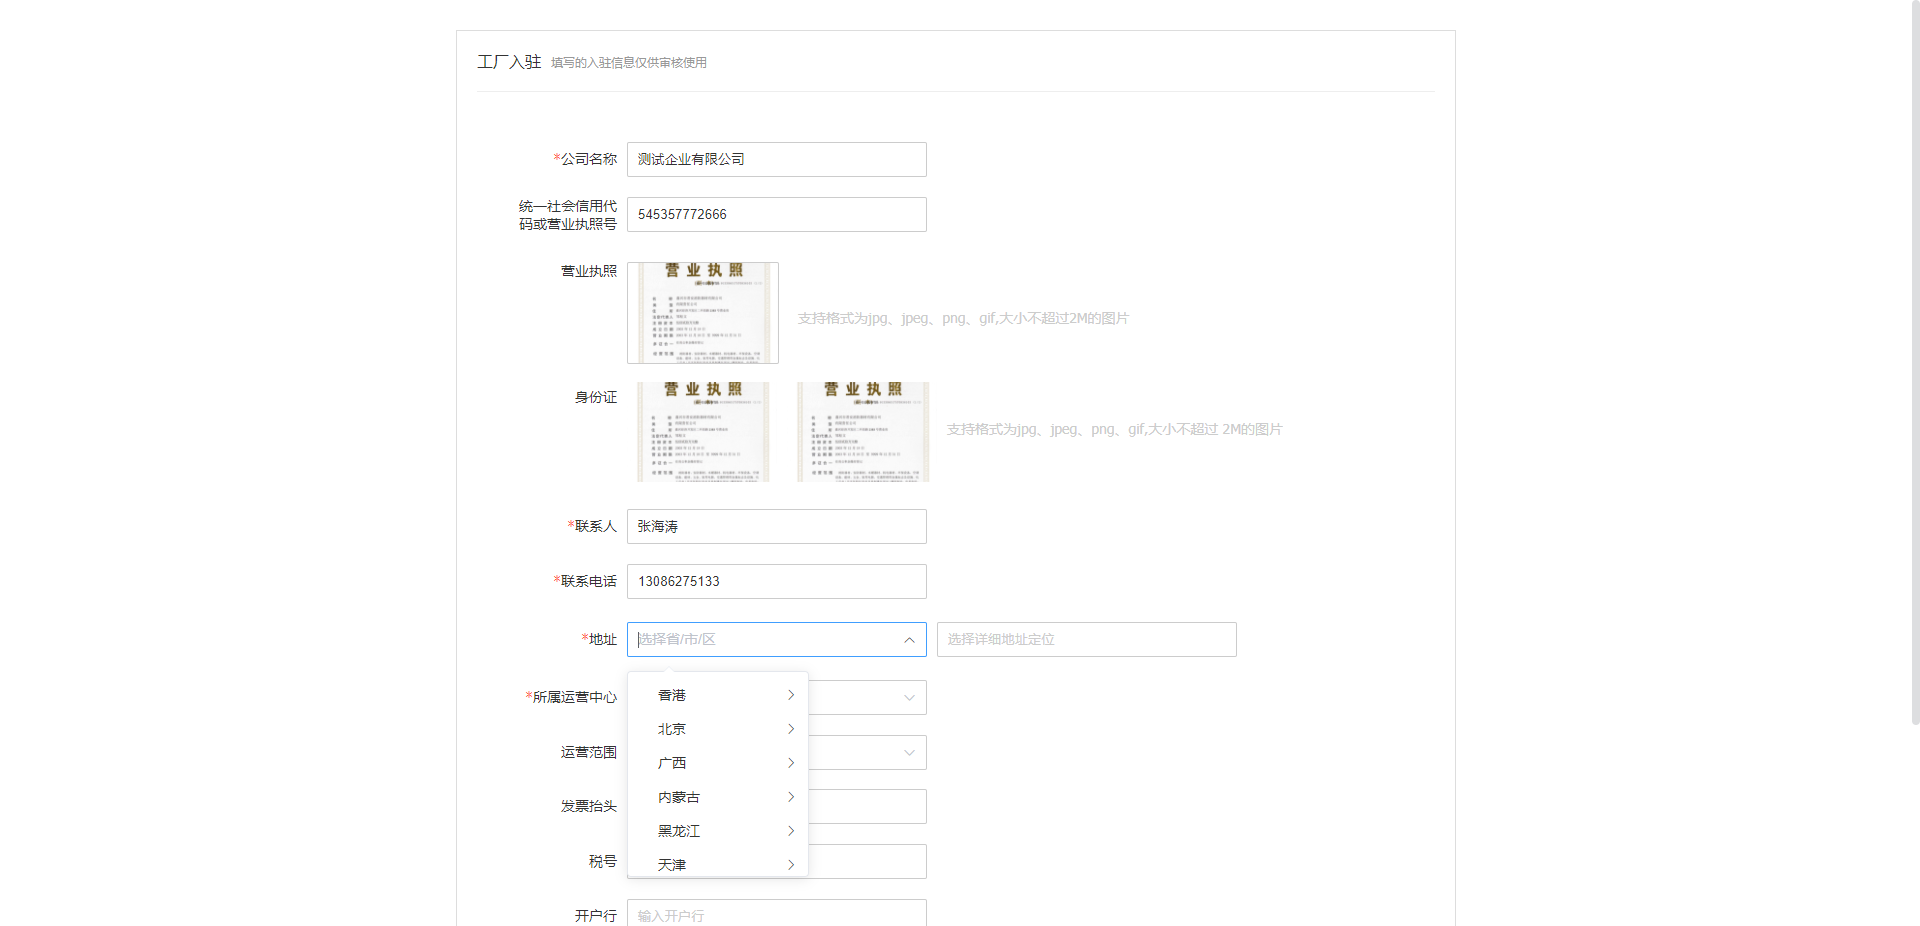 工厂入驻 填写的入驻信息仅供审核使用
*公司名称 测试企业有限公司
统一社会信用代
码或营业执照号 545357772666
营业执照
营业执照
支持格式为jpg、jpeg、png、gif,大小不超过2M的图片
身份证
营业执照 营业执照
支持格式为jpg、jpeg、png、gif,大小不超过 2M的图片
*联系人 张海涛
*联系电话 13086275133
*地址 选择省/市/区 选择详细地址定位
*所属运营中心
香港
北京
运营范围
广西
内蒙古
发票抬头
黑龙江
税号
天津
开户行 输入开户行